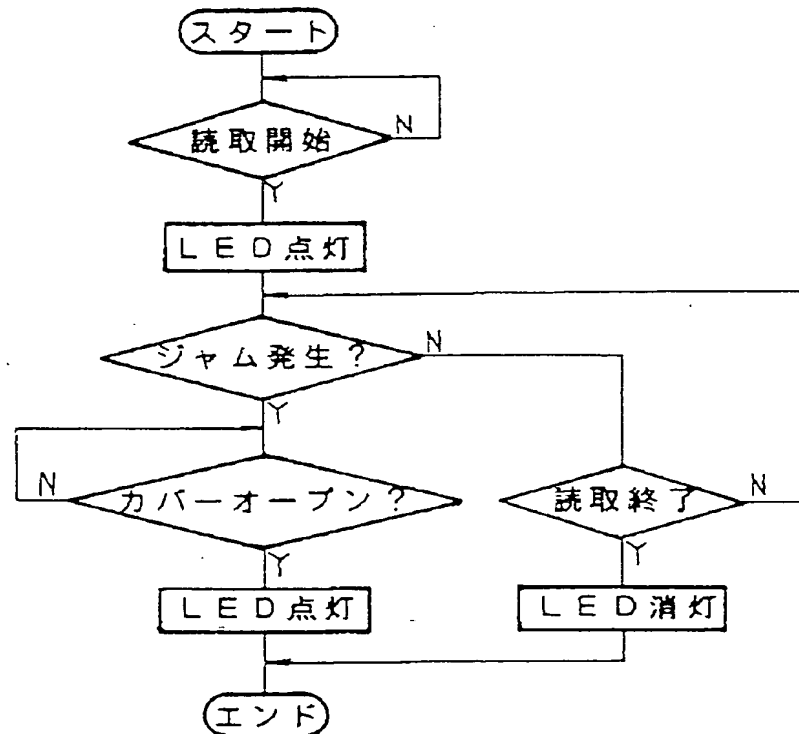 スタート
読取開始
N
Y
LED点灯
ジャム発生?
N
Y
カバーオープン?
N
Y
読取終了
N
Y
LED点灯
LED消灯
エンド